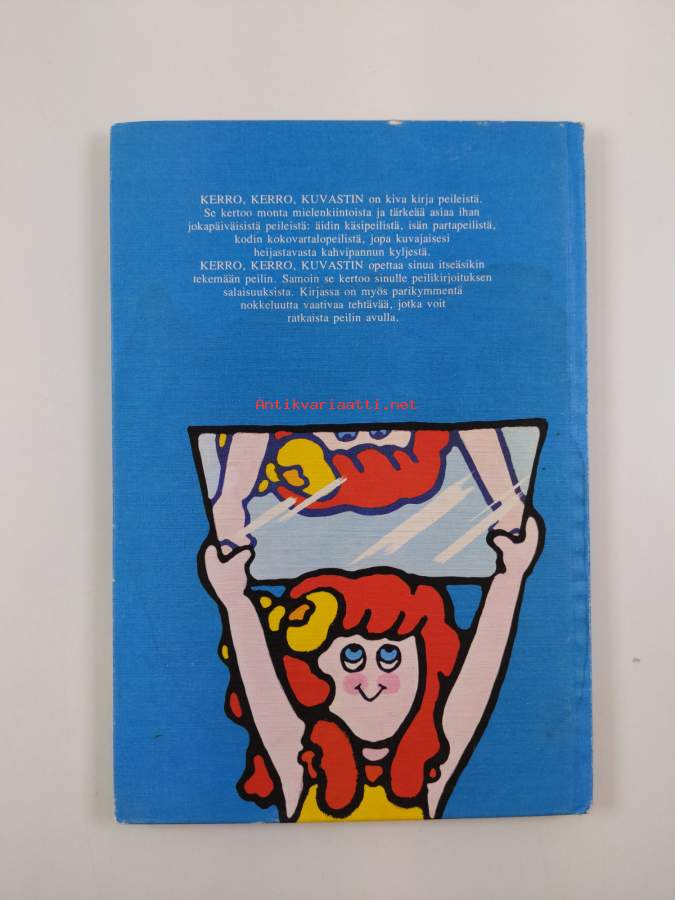 KERRO, KERRO, KUVASTIN on kiva kirja peileistä.
Se kertoo monta mielenkiintoista ja tärkeää asiaa ihan
jokapäiväisistä peileistä: äidin käsipeilistä, isän partapeilistä,
kodin kokovartalopeilistä, jopa kuvajaisesi
heijastavasta kahvipannun kyljestä.
KERRO, KERRO, KUVASTIN opettaa sinua itseäsikin
tekemään peilin. Samoin se kertoo sinulle peilikirjoituksen
salaisuuksista. Kirjassa on myös parikymmentä
nokkeluutta vaativaa tehtävää, jotka voit
ratkaista peilin avulla.
Antikvariaatti.net